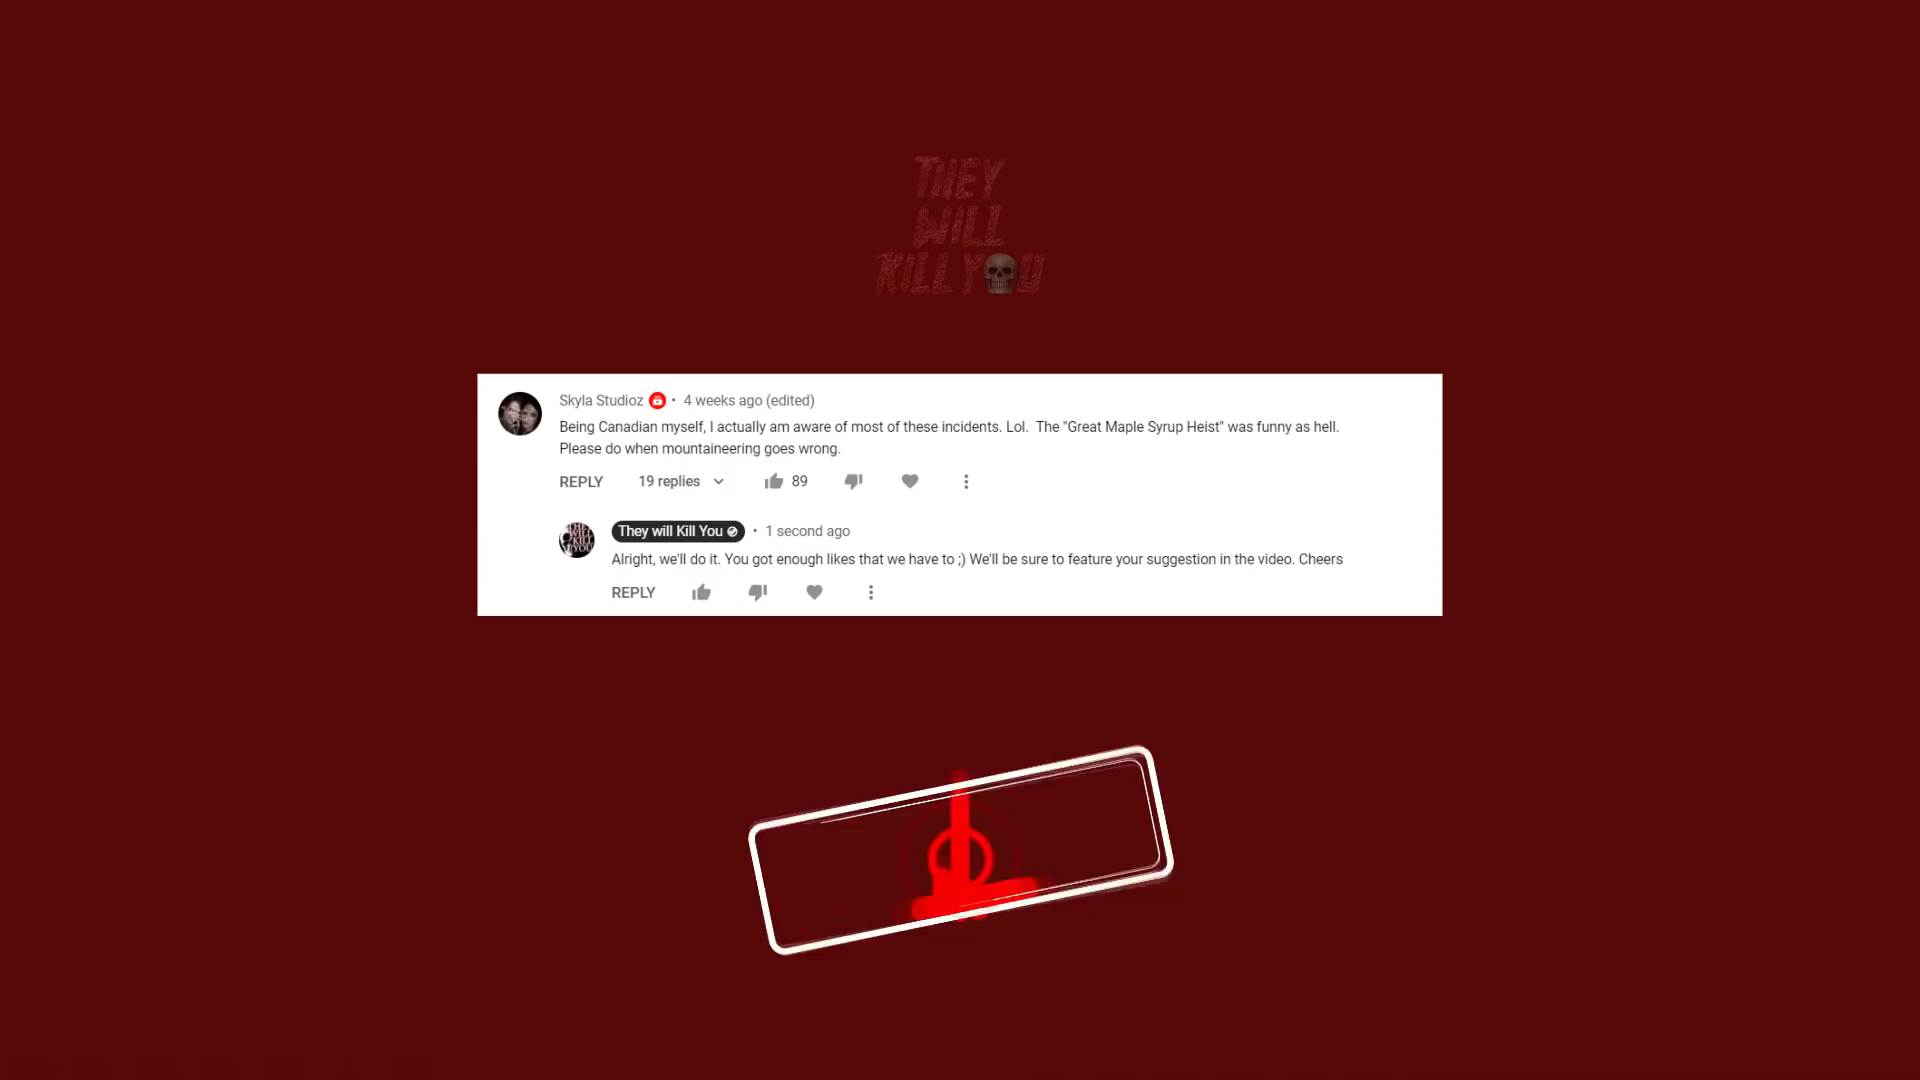 THEY
WILL
KILL YOU
Skyla Studioz • 4 weeks ago (edited)
Being Canadian myself, I actually am aware of most of these incidents. Lol.  The "Great Maple Syrup Heist" was funny as hell.
Please do when mountaineering goes wrong.
REPLY 19 replies 89
They will Kill You • 1 second ago
Alright, we'll do it. You got enough likes that we have to ;) We'll be sure to feature your suggestion in the video. Cheers
REPLY